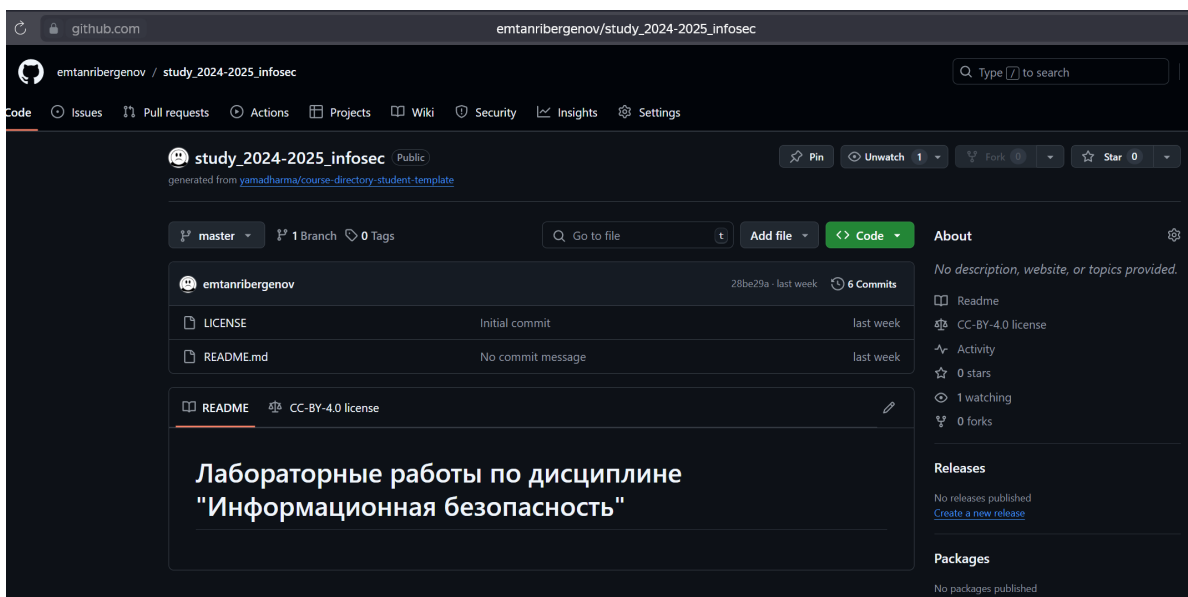 github.com emtanribergenov/study_2024-2025_infosec
emtanribergenov / study_2024-2025_infosec Type / to search
Code Issues Pull requests Actions Projects Wiki Security Insights Settings
study_2024-2025_infosec Public Pin Unwatch 1 Fork 0 Star 0
generated from yamadharma/course-directory-student-template
master 1 Branch 0 Tags Go to file t Add file <> Code
About
No description, website, or topics provided.
emtanribergenov 28be29a · last week 6 Commits
LICENSE Initial commit last week
README.md No commit message last week
Readme
CC-BY-4.0 license
Activity
0 stars
1 watching
0 forks
README CC-BY-4.0 license
Лабораторные работы по дисциплине
"Информационная безопасность"
Releases
No releases published
Create a new release
Packages
No packages published